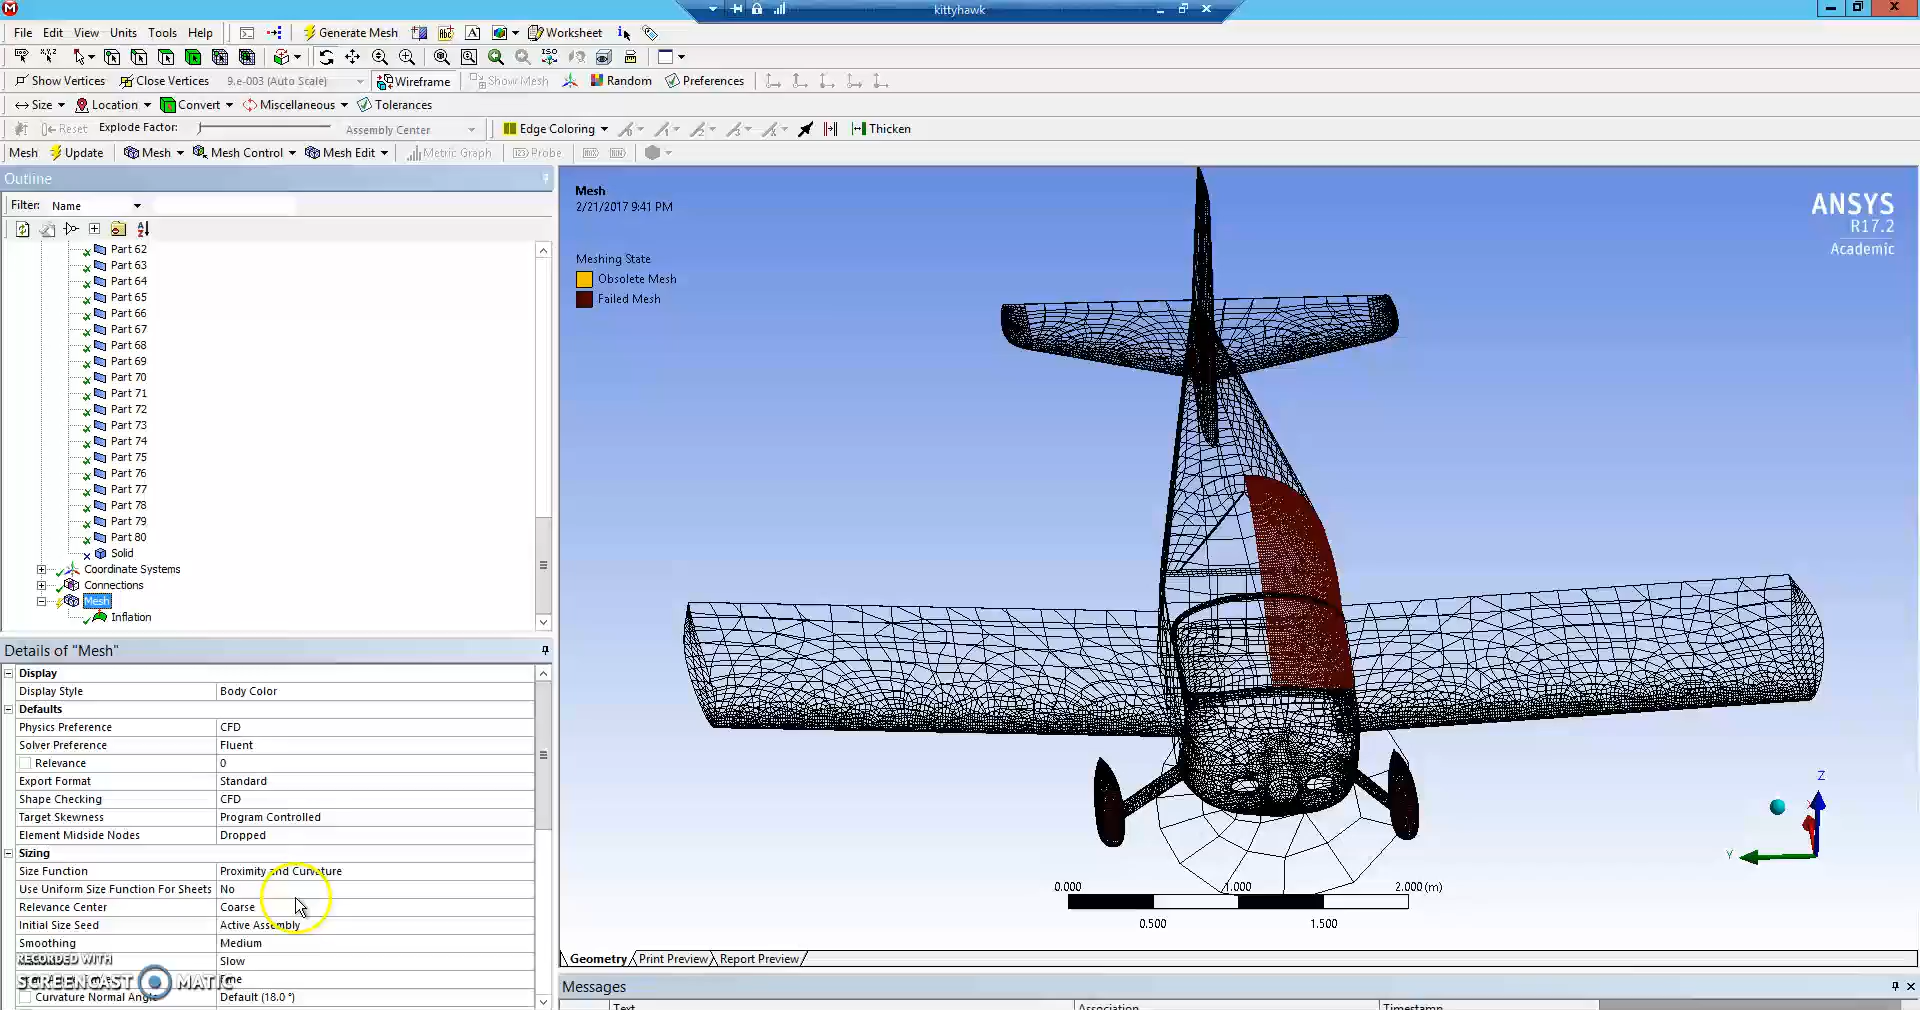 kittyhawk
File Edit View Units Tools Help Generate Mesh A Worksheet i
ISO
Show Vertices Close Vertices 9.e-003 (Auto Scale) Wireframe Show Mesh Random Preferences
Size Location Convert Miscellaneous Tolerances
Reset Explode Factor: Assembly Center Edge Coloring Thicken
Mesh Update Mesh Mesh Control Mesh Edit Metric Graph Probe
Outline
Filter: Name
Part 62
Part 63
Part 64
Part 65
Part 66
Part 67
Part 68
Part 69
Part 70
Part 71
Part 72
Part 73
Part 74
Part 75
Part 76
Part 77
Part 78
Part 79
Part 80
Solid
Coordinate Systems
Connections
Mesh
Inflation
Details of "Mesh"
Display
Display Style Body Color
Defaults
Physics Preference CFD
Solver Preference Fluent
Relevance 0
Export Format Standard
Shape Checking CFD
Target Skewness Program Controlled
Element Midside Nodes Dropped
Sizing
Size Function Proximity and Curvature
Use Uniform Size Function For Sheets No
Relevance Center Coarse
Initial Size Seed Active Assembly
Smoothing Medium
Slow
Curvature Normal Angle Default (18.0 °)
RECORDED WITH
SCREENCAST MATIC
Mesh
2/21/2017 9:41 PM
Meshing State
Obsolete Mesh
Failed Mesh
ANSYS
R17.2
Academic
Z
Y
0.000 1.000 2.000 (m)
0.500 1.500
Geometry Print Preview Report Preview
Messages
Text Association Timestamp